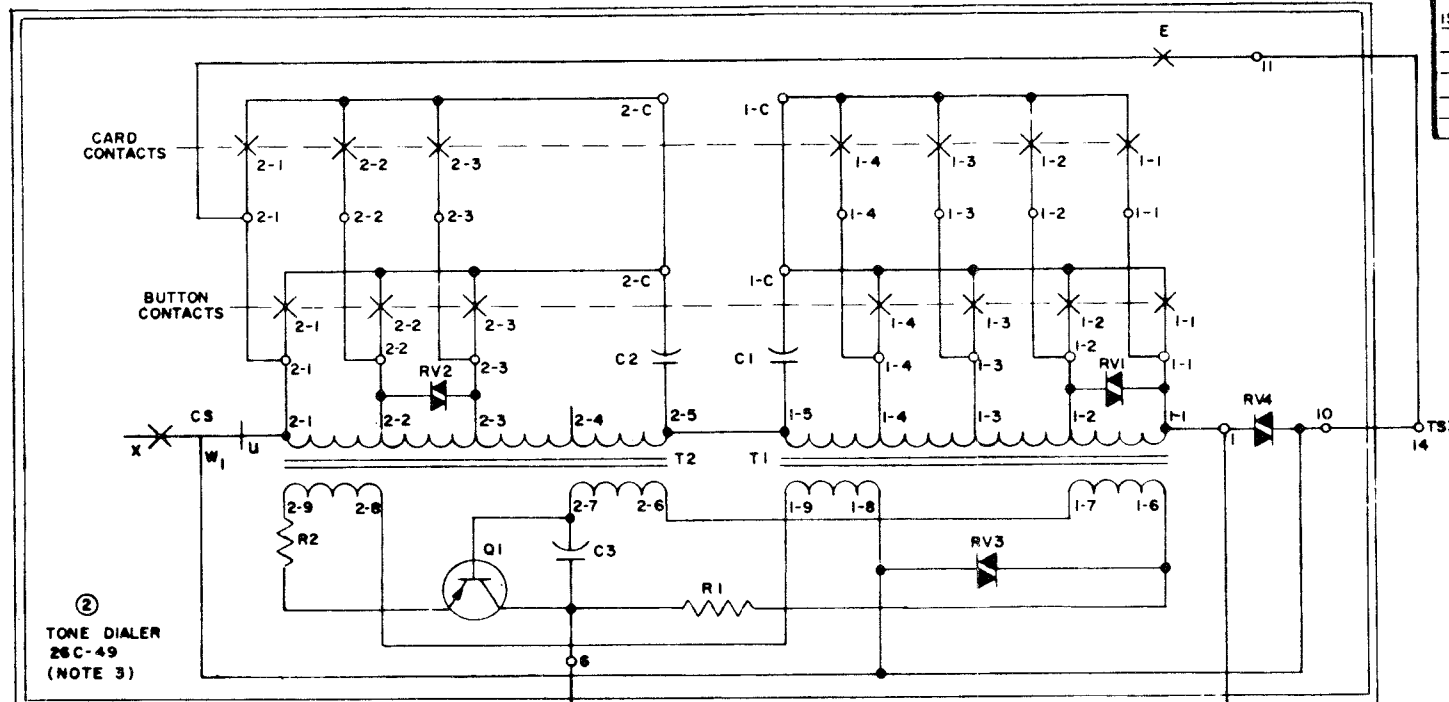 E
11
2-C 1-C
CARD
CONTACTS
2-1 2-2 2-3 1-4 1-3 1-2 1-1
2-1 2-2 2-3 1-4 1-3 1-2 1-1
2-C 1-C
BUTTON
CONTACTS
2-1 2-2 2-3 1-4 1-3 1-2 1-1
2-1 2-2 2-3 C2 C1 1-4 1-3 1-2 1-1
RV2 RV1
CS 2-1 2-2 2-3 2-4 2-5 1-5 1-4 1-3 1-2 1-1 RV4
X W1 U T2 T1 1 10 14
2-9 2-8 2-7 2-6 1-9 1-8 1-7 1-6
R2 Q1 C3 R1 RV3
②
TONE DIALER
26C-49
(NOTE 3)
6